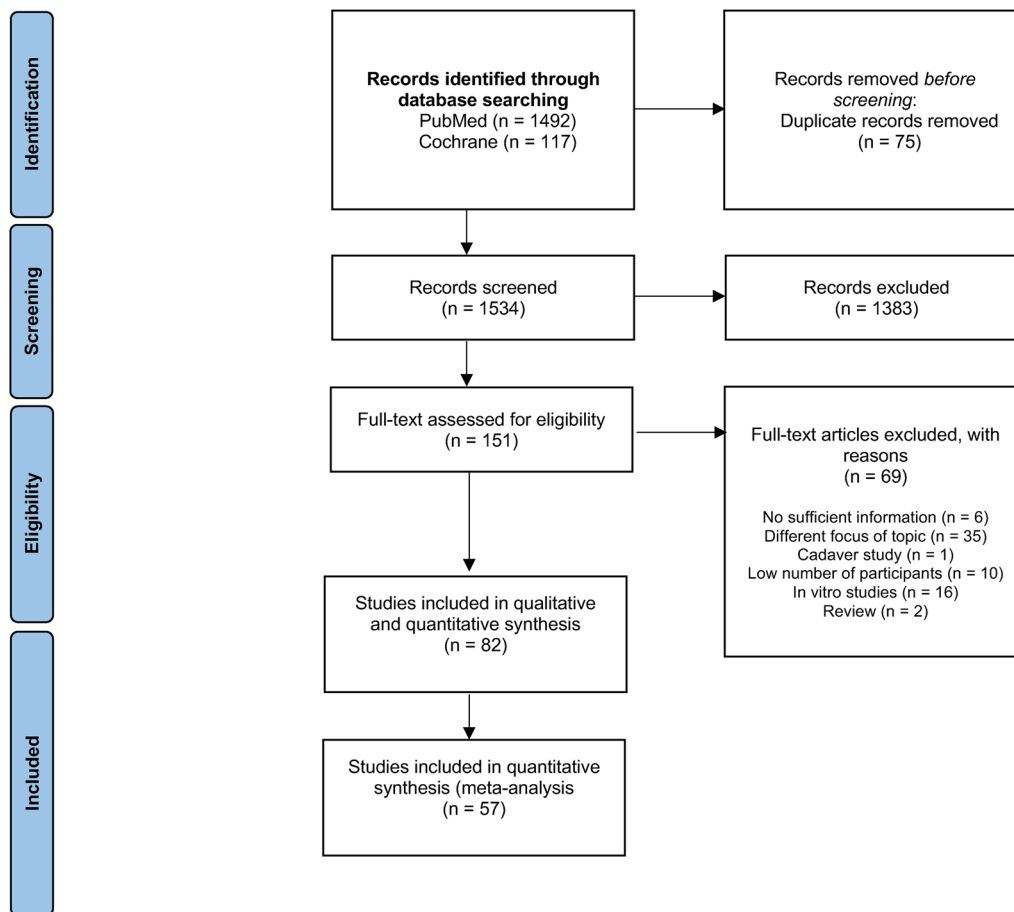 Identification
Records identified through
database searching
PubMed (n = 1492)
Cochrane (n = 117)
Records removed before
screening:
Duplicate records removed
(n = 75)
Screening
Records screened
(n = 1534)
Records excluded
(n = 1383)
Eligibility
Full-text assessed for eligibility
(n = 151)
Full-text articles excluded, with
reasons
(n = 69)
No sufficient information (n = 6)
Different focus of topic (n = 35)
Cadaver study (n = 1)
Low number of participants (n = 10)
In vitro studies (n = 16)
Review (n = 2)
Studies included in qualitative
and quantitative synthesis
(n = 82)
Included
Studies included in quantitative
synthesis (meta-analysis
(n = 57)